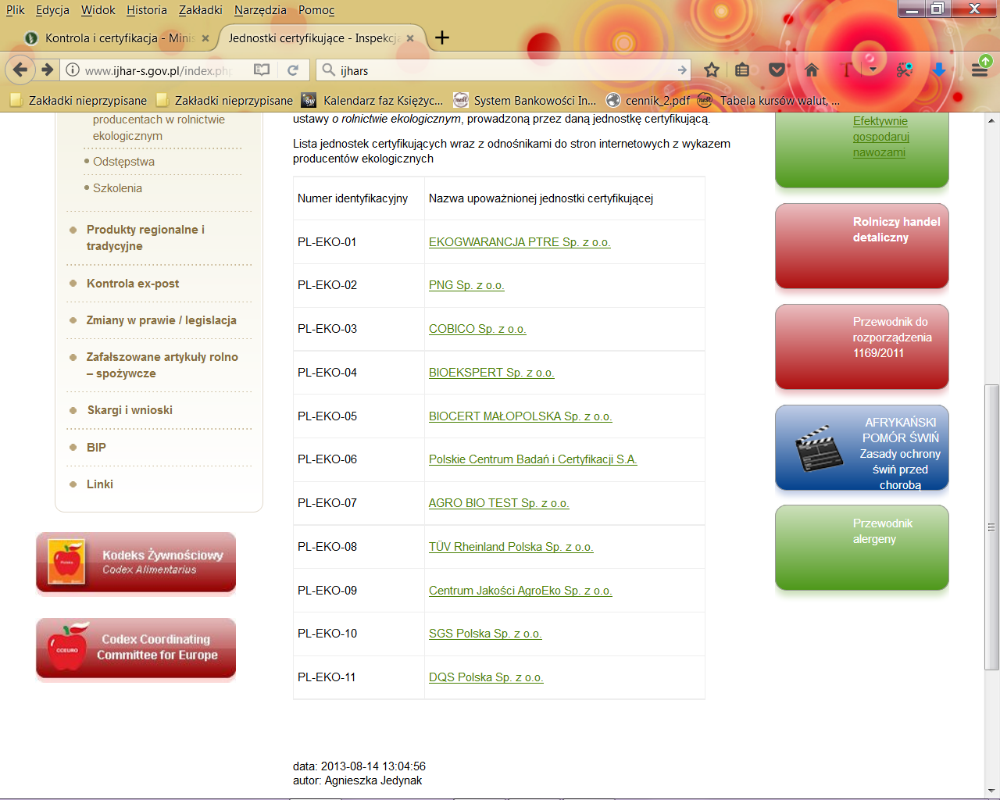 Plik Edycja Widok Historia Zakładki Narzędzia Pomoc
Kontrola i certyfikacja - Minis
Jednostki certyfikujące - Inspekcja
www.ijhar-s.gov.pl/index.php
ijhars
Zakładki nieprzypisane
Zakładki nieprzypisane
Kalendarz faz Księżyc...
System Bankowości In...
cennik_2.pdf
Tabela kursów walut, ...
producentach w rolnictwie
ekologicznym
Odstępstwa
Szkolenia
Produkty regionalne i
tradycyjne
Kontrola ex-post
Zmiany w prawie / legislacja
Zafałszowane artykuły rolno
– spożywcze
Skargi i wnioski
BIP
Linki
Kodeks Żywnościowy
Codex Alimentarius
Codex Coordinating
Committee for Europe
ustawy o rolnictwie ekologicznym, prowadzoną przez daną jednostkę certyfikującą.
Lista jednostek certyfikujących wraz z odnośnikami do stron internetowych z wykazem
producentów ekologicznych
Numer identyfikacyjny Nazwa upoważnionej jednostki certyfikującej
PL-EKO-01 EKOGWARANCJA PTRE Sp. z o.o.
PL-EKO-02 PNG Sp. z o.o.
PL-EKO-03 COBICO Sp. z o.o.
PL-EKO-04 BIOEKSPERT Sp. z o.o.
PL-EKO-05 BIOCERT MAŁOPOLSKA Sp. z o.o.
PL-EKO-06 Polskie Centrum Badań i Certyfikacji S.A.
PL-EKO-07 AGRO BIO TEST Sp. z o.o.
PL-EKO-08 TÜV Rheinland Polska Sp. z o.o.
PL-EKO-09 Centrum Jakości AgroEko Sp. z o.o.
PL-EKO-10 SGS Polska Sp. z o.o.
PL-EKO-11 DQS Polska Sp. z o.o.
data: 2013-08-14 13:04:56
autor: Agnieszka Jedynak
Efektywnie
gospodaruj
nawozami
Rolniczy handel
detaliczny
Przewodnik do
rozporządzenia
1169/2011
AFRYKAŃSKI
POMÓR ŚWIŃ
Zasady ochrony
świń przed
chorobą
Przewodnik
alergeny